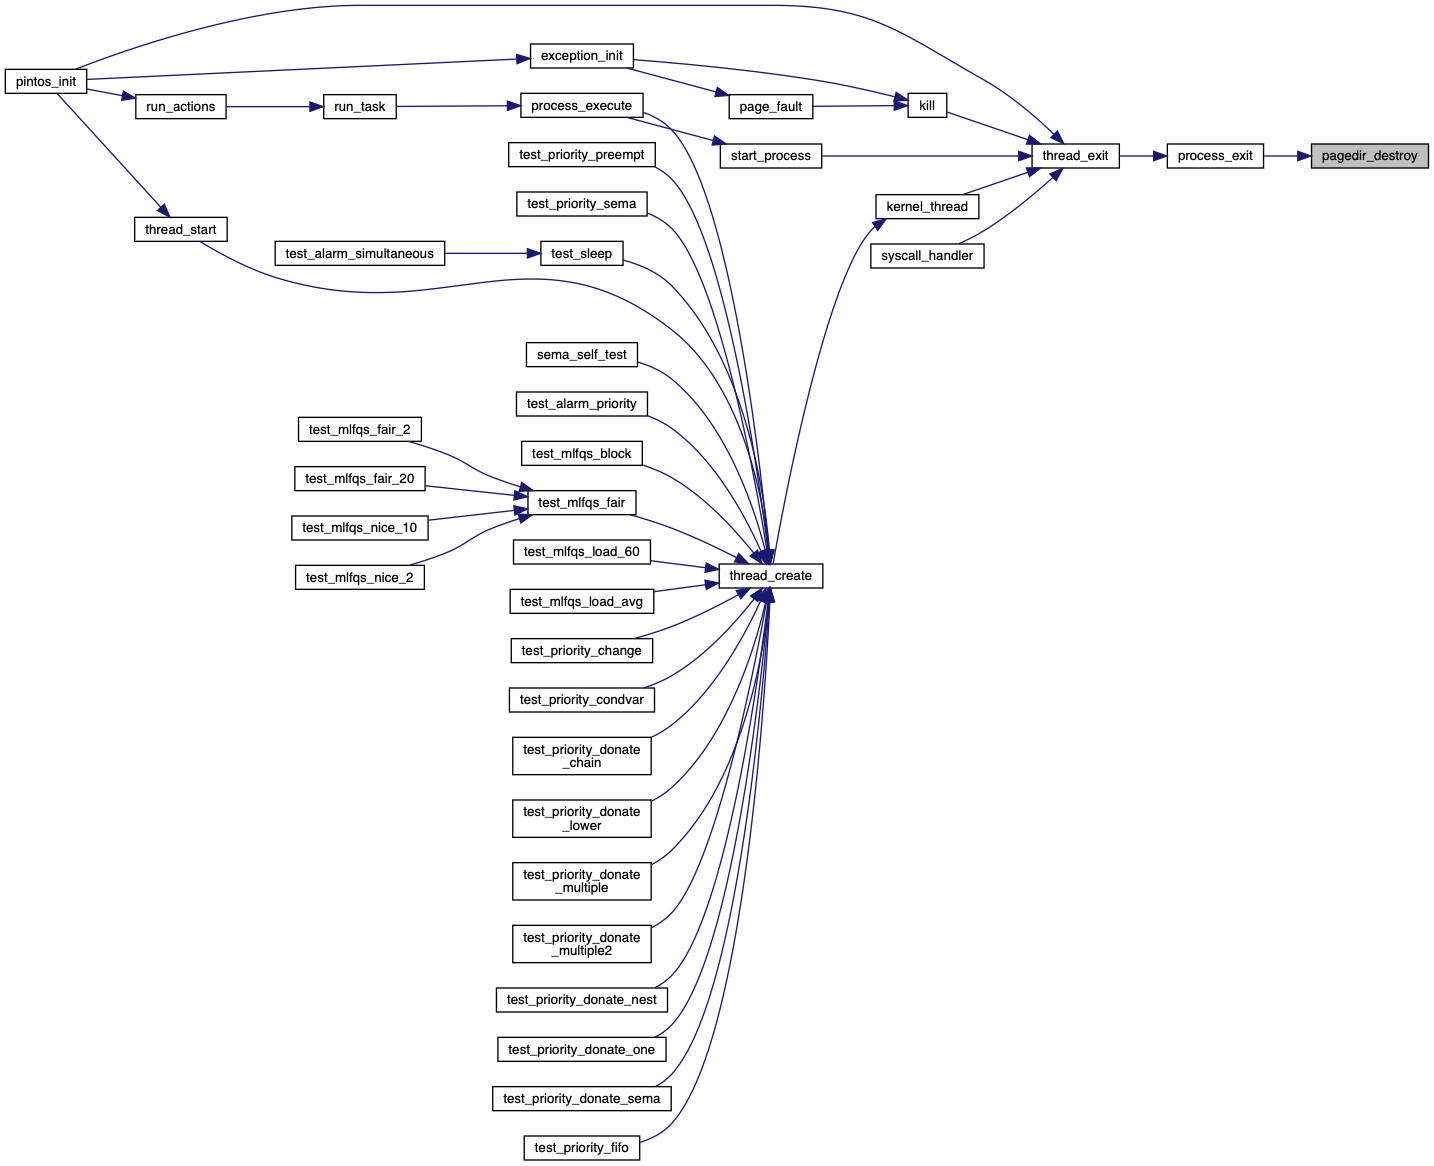 pintos_init
exception_init
run_actions
run_task
process_execute
page_fault
kill
test_priority_preempt
start_process
thread_exit
process_exit
pagedir_destroy
test_priority_sema
kernel_thread
thread_start
test_alarm_simultaneous
test_sleep
syscall_handler
sema_self_test
test_alarm_priority
test_mlfqs_fair_2
test_mlfqs_block
test_mlfqs_fair_20
test_mlfqs_fair
test_mlfqs_nice_10
test_mlfqs_load_60
test_mlfqs_nice_2
thread_create
test_mlfqs_load_avg
test_priority_change
test_priority_condvar
test_priority_donate
_chain
test_priority_donate
_lower
test_priority_donate
_multiple
test_priority_donate
_multiple2
test_priority_donate_nest
test_priority_donate_one
test_priority_donate_sema
test_priority_fifo